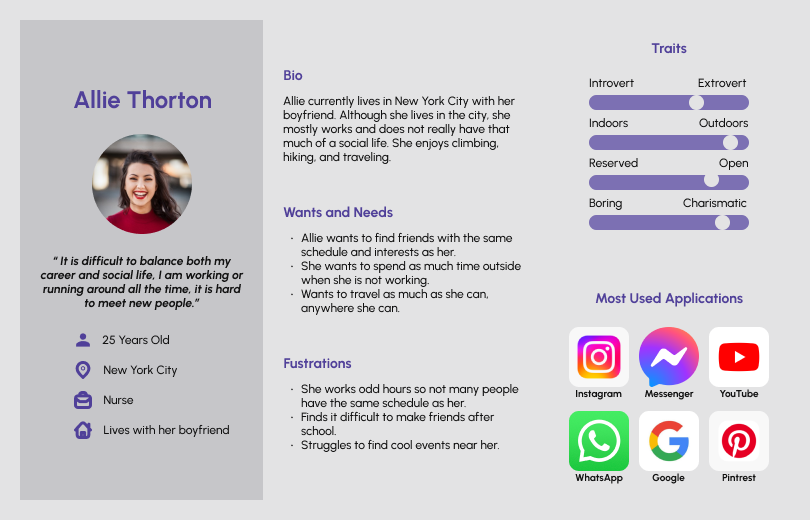 Allie Thorton
“ It is difficult to balance both my
career and social life, I am working or
running around all the time, it is hard
to meet new people.”
25 Years Old
New York City
Nurse
Lives with her boyfriend
Bio
Allie currently lives in New York City with her
boyfriend. Although she lives in the city, she
mostly works and does not really have that
much of a social life. She enjoys climbing,
hiking, and traveling.
Wants and Needs
· Allie wants to find friends with the same
schedule and interests as her.
· She wants to spend as much time outside
when she is not working.
· Wants to travel as much as she can,
anywhere she can.
Fustrations
· She works odd hours so not many people
have the same schedule as her.
· Finds it difficult to make friends after
school.
· Struggles to find cool events near her.
Traits
Introvert Extrovert
Indoors Outdoors
Reserved Open
Boring Charismatic
Most Used Applications
Instagram Messenger YouTube
WhatsApp Google Pintrest